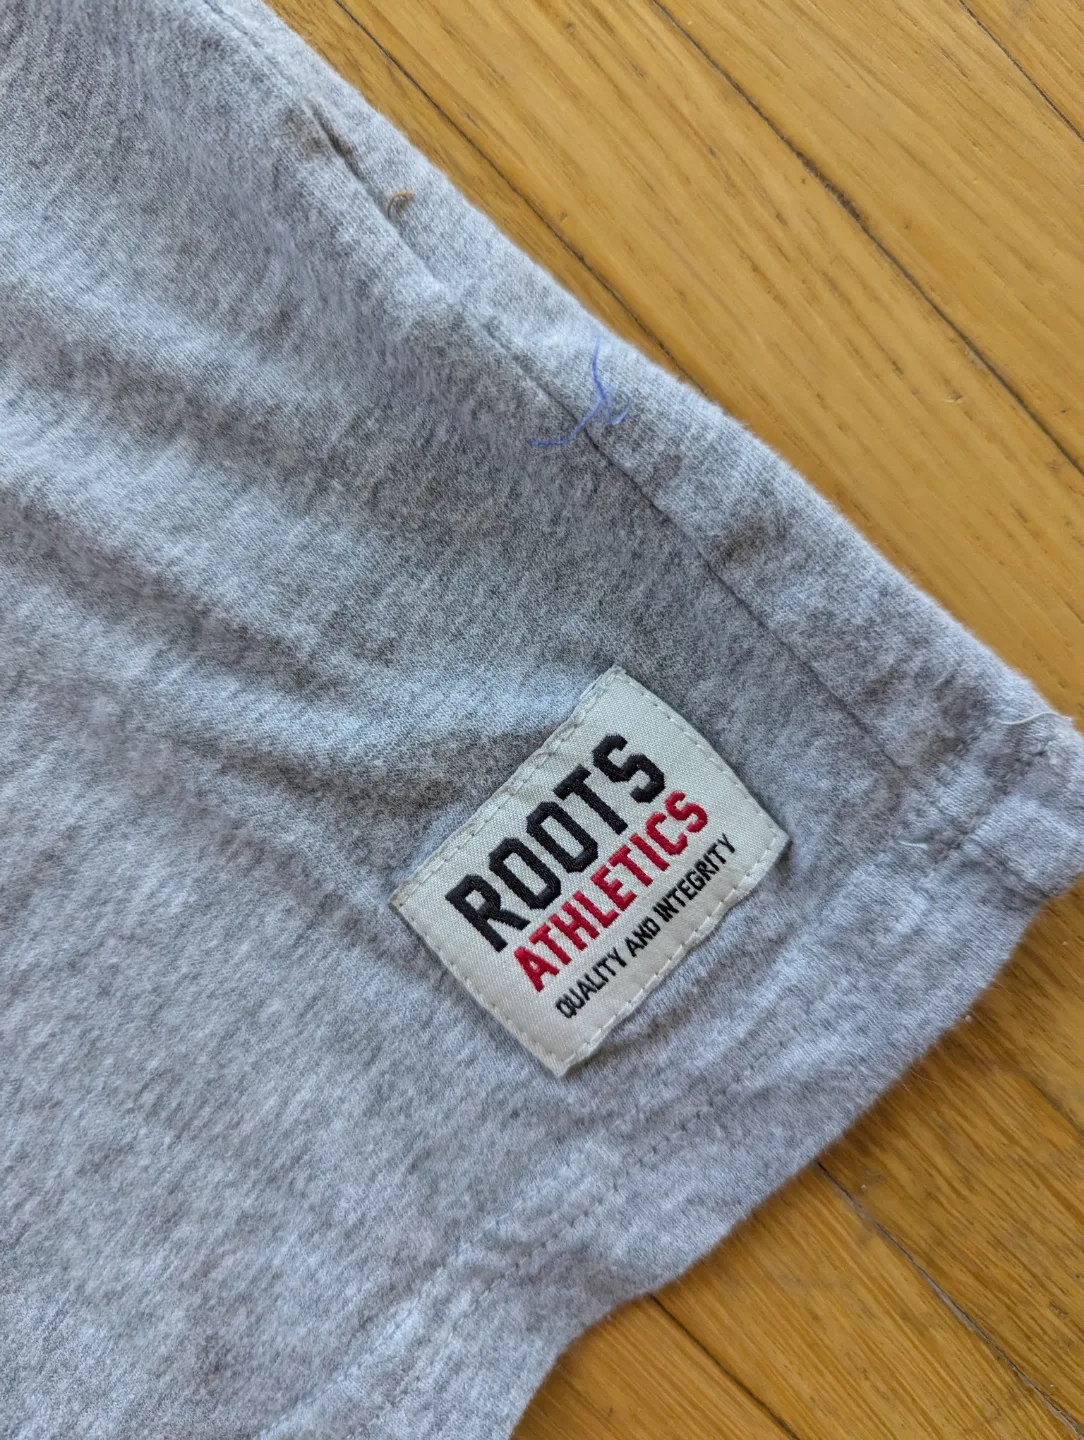 ROOTS
ATHLETICS
QUALITY AND INTEGRITY